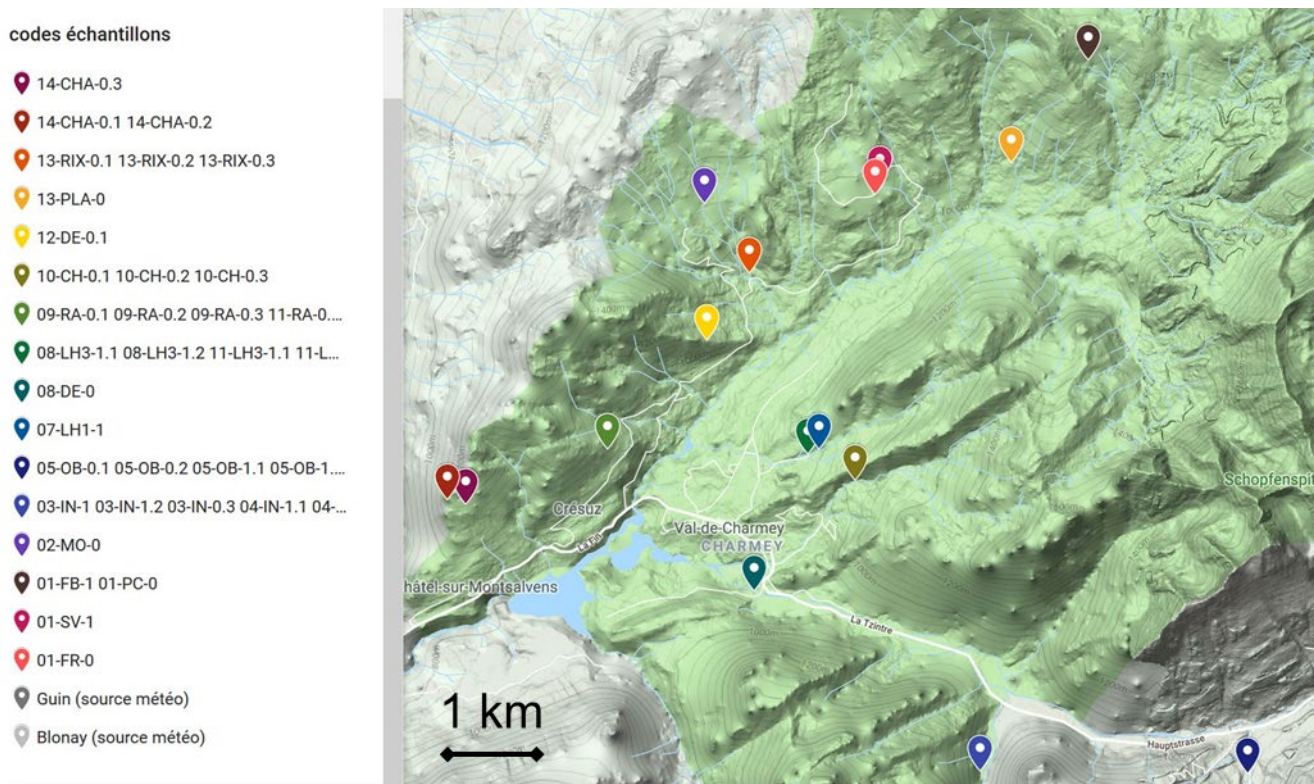 codes échantillons
14-CHA-0.3
14-CHA-0.1 14-CHA-0.2
13-RIX-0.1 13-RIX-0.2 13-RIX-0.3
13-PLA-0
12-DE-0.1
10-CH-0.1 10-CH-0.2 10-CH-0.3
09-RA-0.1 09-RA-0.2 09-RA-0.3 11-RA-0....
08-LH3-1.1 08-LH3-1.2 11-LH3-1.1 11-L...
08-DE-0
07-LH1-1
05-OB-0.1 05-OB-0.2 05-OB-1.1 05-OB-1....
03-IN-1 03-IN-1.2 03-IN-0.3 04-IN-1.1 04-...
02-MO-0
01-FB-1 01-PC-0
01-SV-1
01-FR-0
Guin (source météo)
Blonay (source météo)
1400m
1200m
Schopfenspit
Crésuz
Val-de-Charmey
CHARMEY
hâtel-sur-Montsalvens
La Tzintre
1000m
1200m
Hauptstrasse
1 km